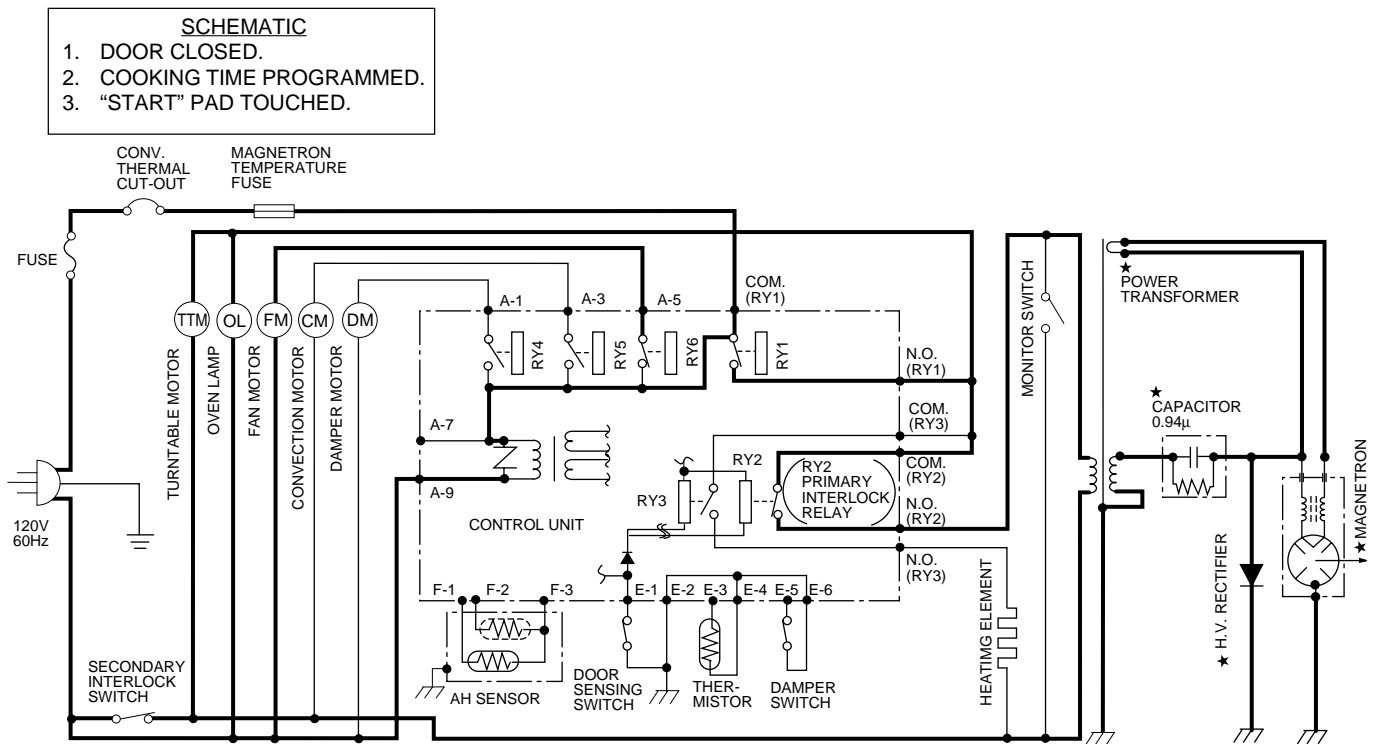 SCHEMATIC
1. DOOR CLOSED.
2. COOKING TIME PROGRAMMED.
3. “START” PAD TOUCHED.
CONV.
THERMAL
CUT-OUT
MAGNETRON
TEMPERATURE
FUSE
FUSE
TTM
OL
FM
CM
DM
TURNTABLE MOTOR
OVEN LAMP
FAN MOTOR
CONVECTION MOTOR
DAMPER MOTOR
A-1
A-3
A-5
COM.
(RY1)
RY4
RY5
RY6
RY1
N.O.
(RY1)
COM.
(RY3)
A-7
A-9
CONTROL UNIT
RY3
RY2
(RY2
PRIMARY
INTERLOCK
RELAY)
COM.
(RY2)
N.O.
(RY2)
N.O.
(RY3)
MONITOR SWITCH
★
POWER
TRANSFORMER
★
CAPACITOR
0.94μ
★ MAGNETRON
★ H.V. RECTIFIER
HEATIMG ELEMENT
120V
60Hz
F-1
F-2
F-3
E-1
E-2
E-3
E-4
E-5
E-6
AH SENSOR
DOOR
SENSING
SWITCH
THER-
MISTOR
DAMPER
SWITCH
SECONDARY
INTERLOCK
SWITCH